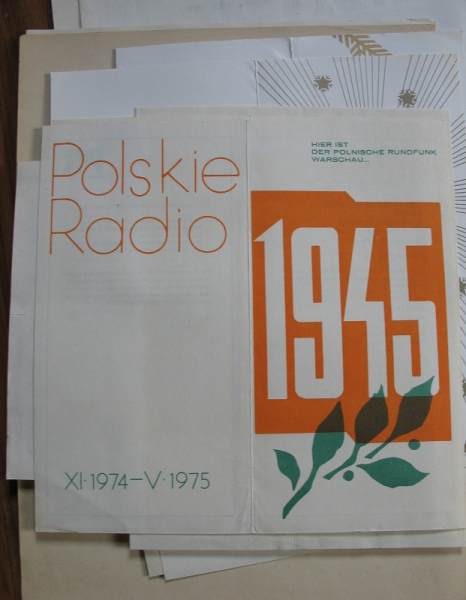 Polskie
Radio
XI·1974–V·1975
HIER IST
DER POLNISCHE RUNDFUNK
WARSCHAU...
1945